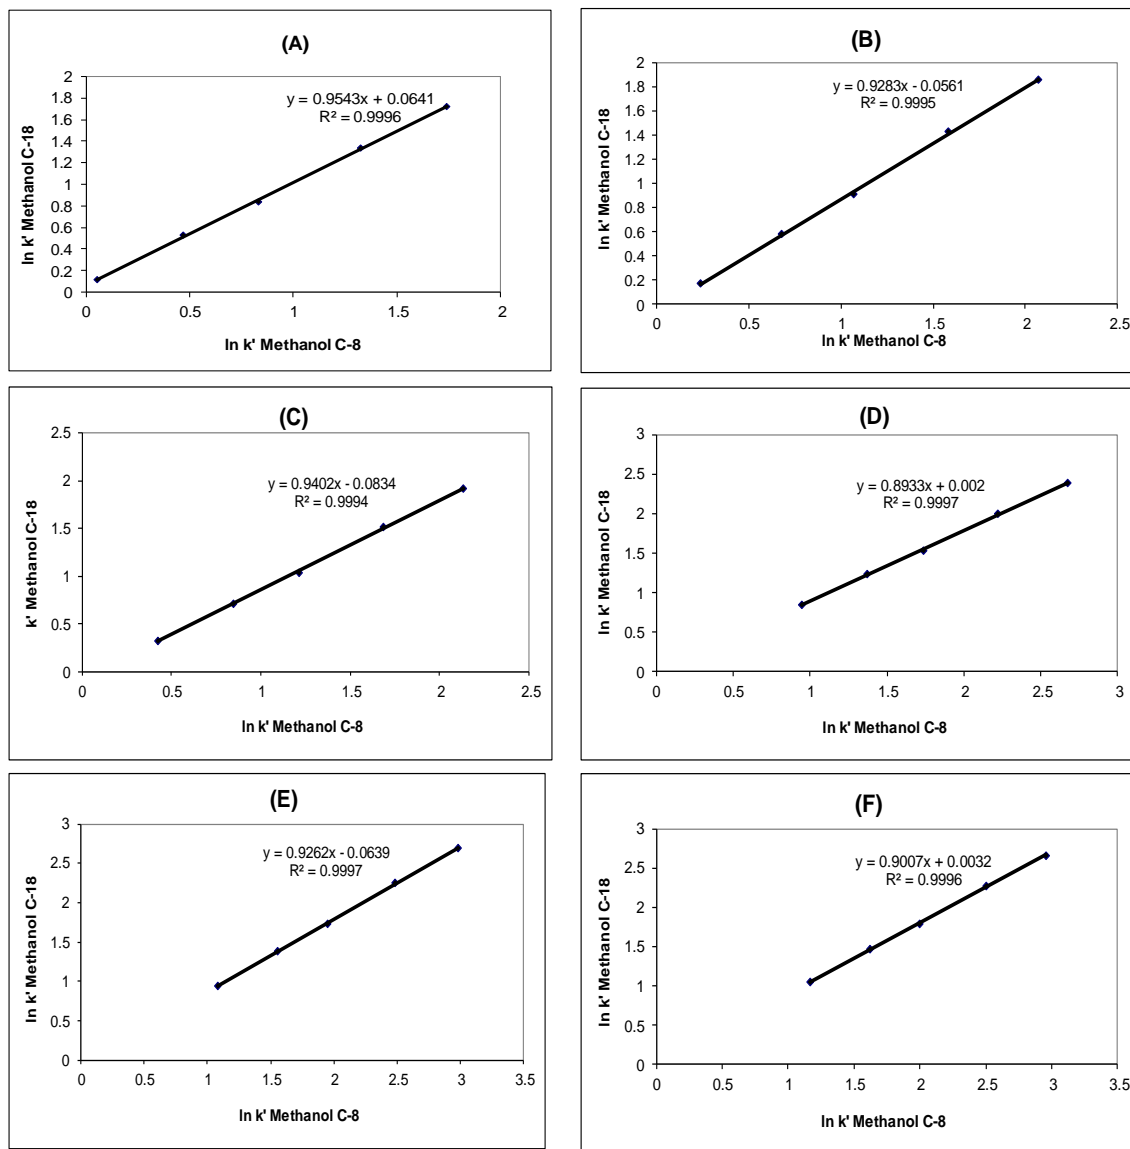 (A)
ln k' Methanol C-18
2
1.8
1.6
1.4
1.2
1
0.8
0.6
0.4
0.2
0
y = 0.9543x + 0.0641
R² = 0.9996
0 0.5 1 1.5 2
ln k' Methanol C-8
(B)
ln k' Methanol C-18
2
1.8
1.6
1.4
1.2
1
0.8
0.6
0.4
0.2
0
y = 0.9283x - 0.0561
R² = 0.9995
0 0.5 1 1.5 2 2.5
ln k' Methanol C-8
(C)
k' Methanol C-18
2.5
2
1.5
1
0.5
0
y = 0.9402x - 0.0834
R² = 0.9994
0 0.5 1 1.5 2 2.5
ln k' Methanol C-8
(D)
ln k' Methanol C-18
3
2.5
2
1.5
1
0.5
0
y = 0.8933x + 0.002
R² = 0.9997
0 0.5 1 1.5 2 2.5 3
ln k' Methanol C-8
(E)
ln k' Methanol C-18
3
2.5
2
1.5
1
0.5
0
y = 0.9262x - 0.0639
R² = 0.9997
0 0.5 1 1.5 2 2.5 3 3.5
ln k' Methanol C-8
(F)
ln k' Methanol C-18
3
2.5
2
1.5
1
0.5
0
y = 0.9007x + 0.0032
R² = 0.9996
0 0.5 1 1.5 2 2.5 3 3.5
ln k' Methanol C-8